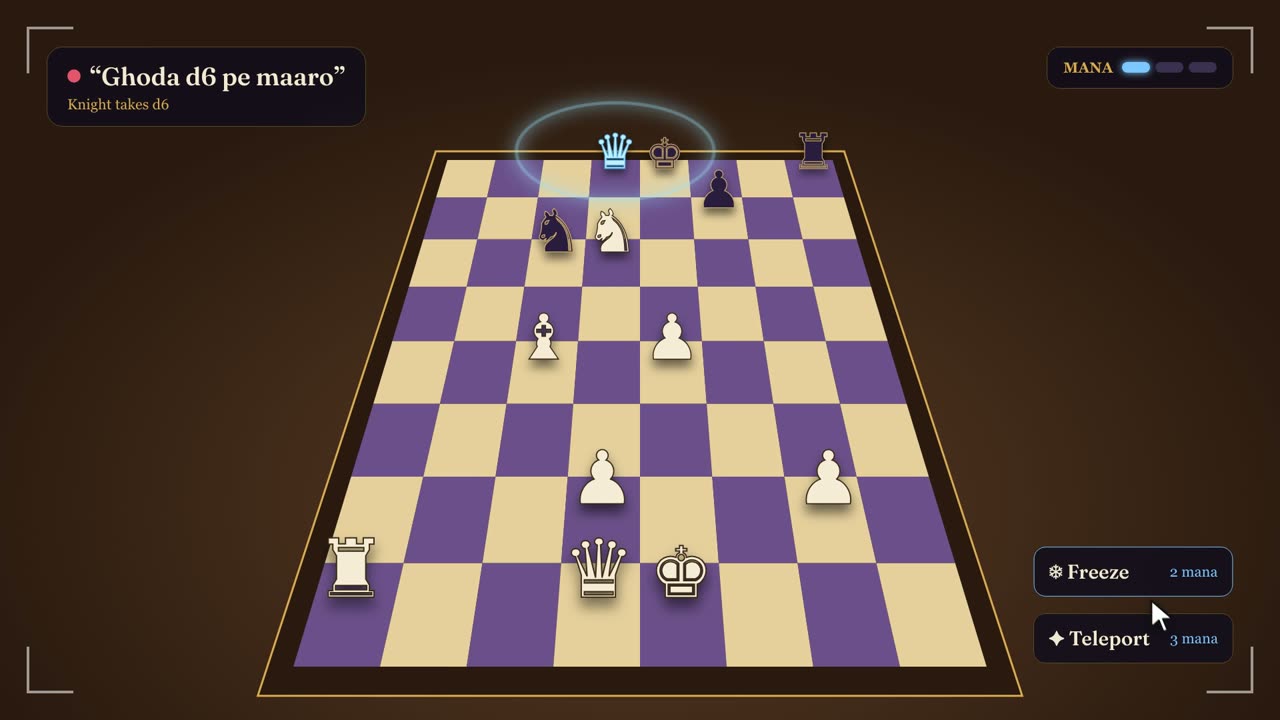 “Ghoda d6 pe maaro”
Knight takes d6
MANA
Freeze 2 mana
Teleport 3 mana